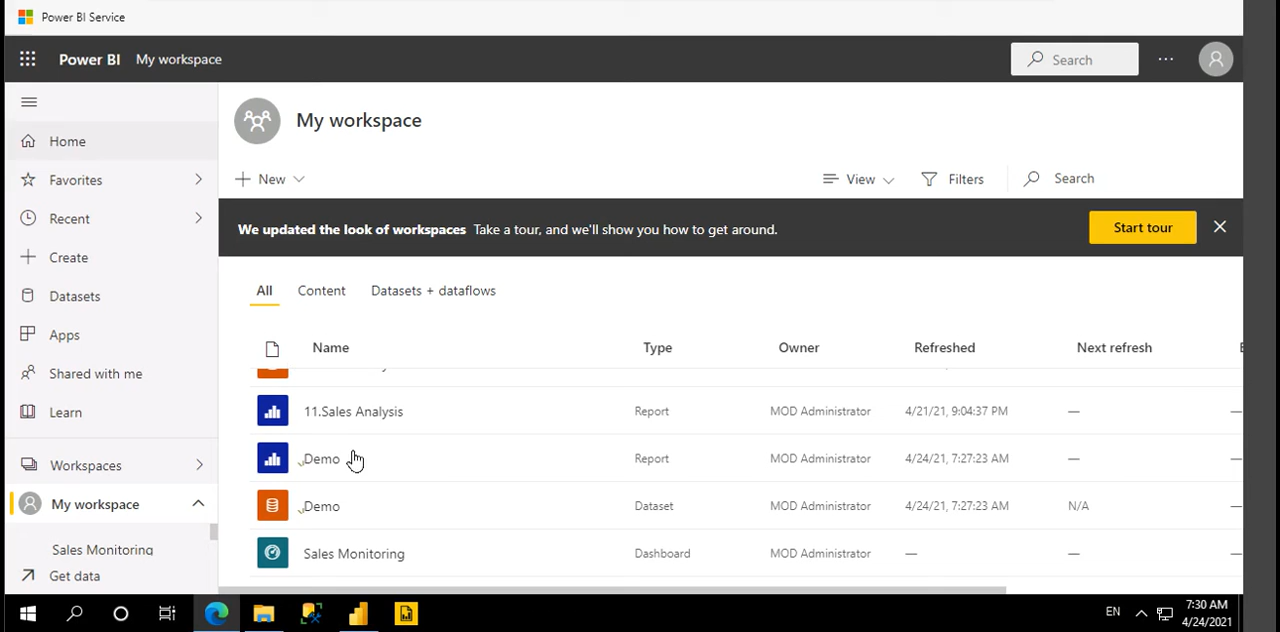 Power BI Service
Power BI My workspace Search
Home
Favorites
Recent
Create
Datasets
Apps
Shared with me
Learn
Workspaces
My workspace
Sales Monitoring
Get data
My workspace
New View Filters Search
We updated the look of workspaces Take a tour, and we'll show you how to get around. Start tour
All Content Datasets + dataflows
Name Type Owner Refreshed Next refresh
11.Sales Analysis Report MOD Administrator 4/21/21, 9:04:37 PM — —
Demo Report MOD Administrator 4/24/21, 7:27:23 AM — —
Demo Dataset MOD Administrator 4/24/21, 7:27:23 AM N/A —
Sales Monitoring Dashboard MOD Administrator — — —
EN 7:30 AM
4/24/2021